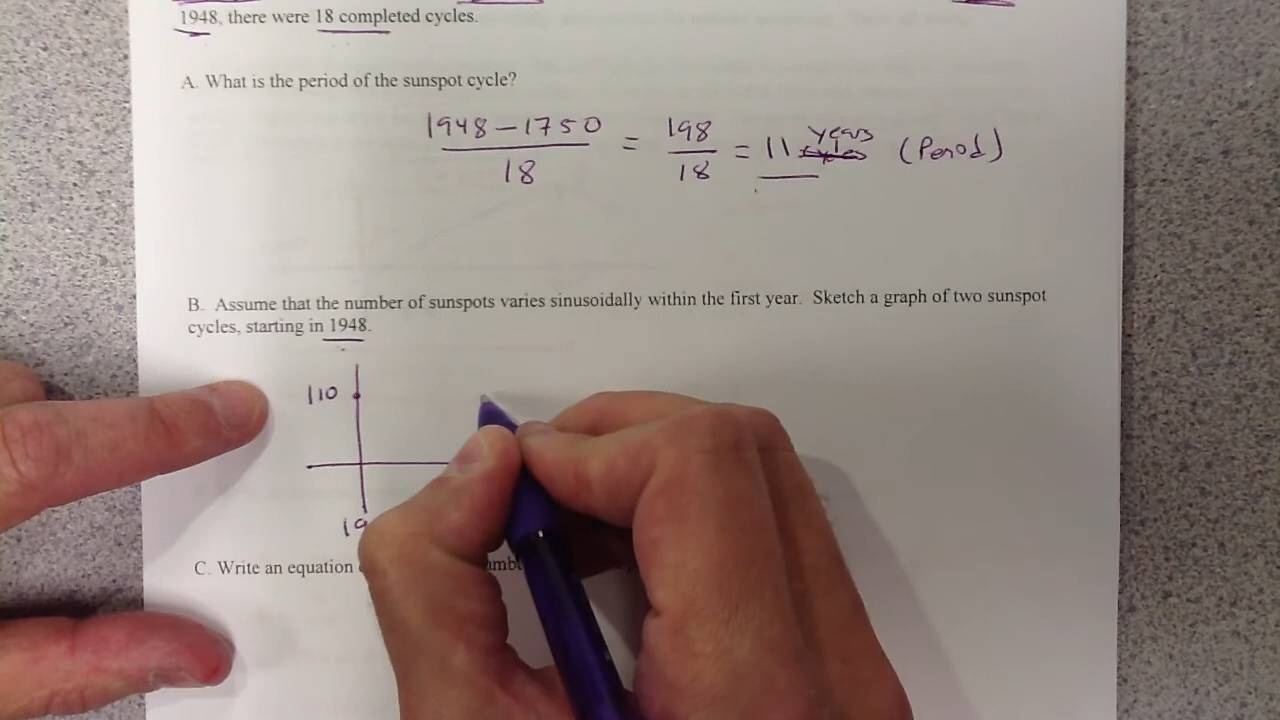 1948, there were 18 completed cycles.
A. What is the period of the sunspot cycle?
1948-1750 / 18 = 198 / 18 = 11 years (Period)
B. Assume that the number of sunspots varies sinusoidally within the first year. Sketch a graph of two sunspot
cycles, starting in 1948.
110
19
C. Write an equation